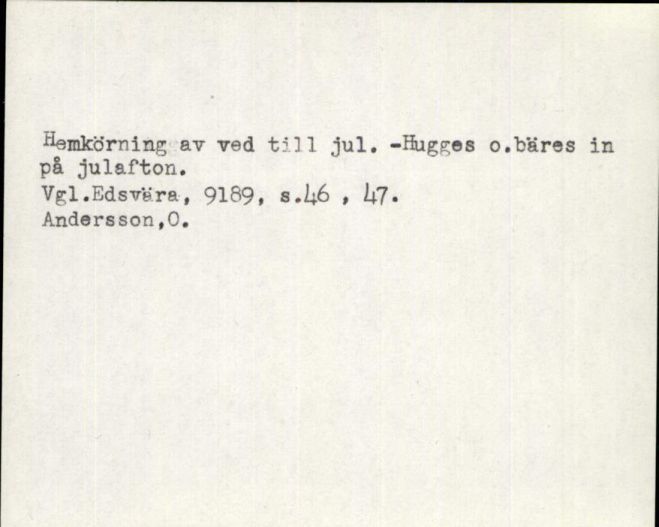 Hemkörning av ved till jul. -Hugges o.bäres in
på julafton.
Vgl.Edsvära, 9189, s.46 , 47.
Andersson,O.